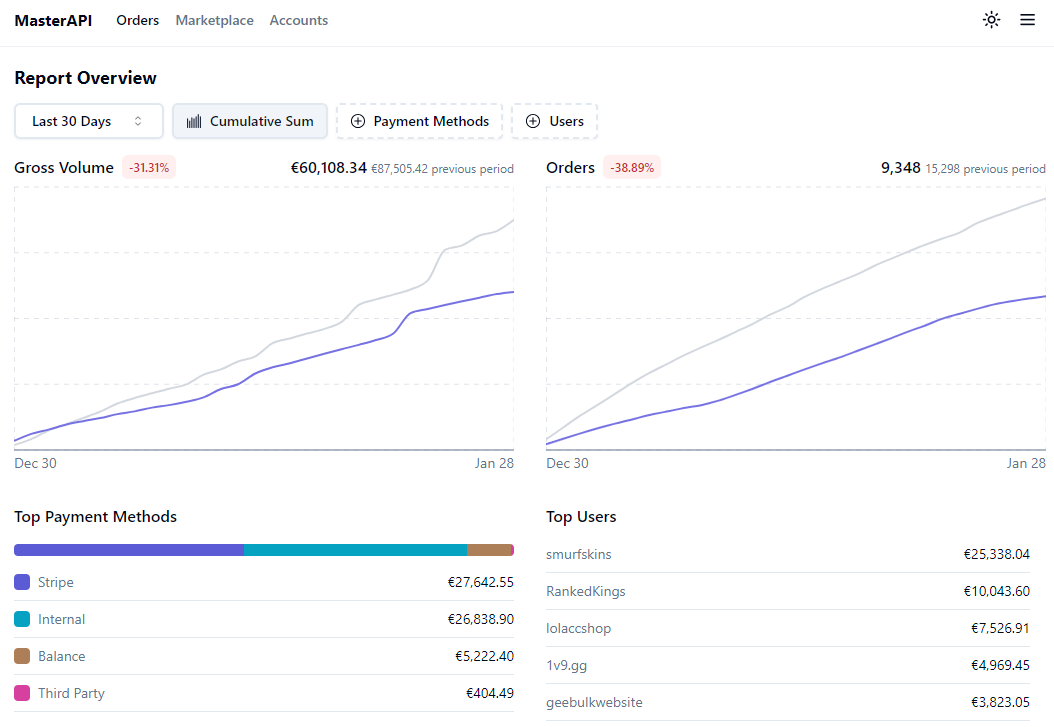 MasterAPI Orders Marketplace Accounts
Report Overview
Last 30 Days Cumulative Sum Payment Methods Users
Gross Volume -31.31% €60,108.34 €87,505.42 previous period
Dec 30 Jan 28
Orders -38.89% 9,348 15,298 previous period
Dec 30 Jan 28
Top Payment Methods
Stripe €27,642.55
Internal €26,838.90
Balance €5,222.40
Third Party €404.49
Top Users
smurfskins €25,338.04
RankedKings €10,043.60
lolaccshop €7,526.91
1v9.gg €4,969.45
geebulkwebsite €3,823.05